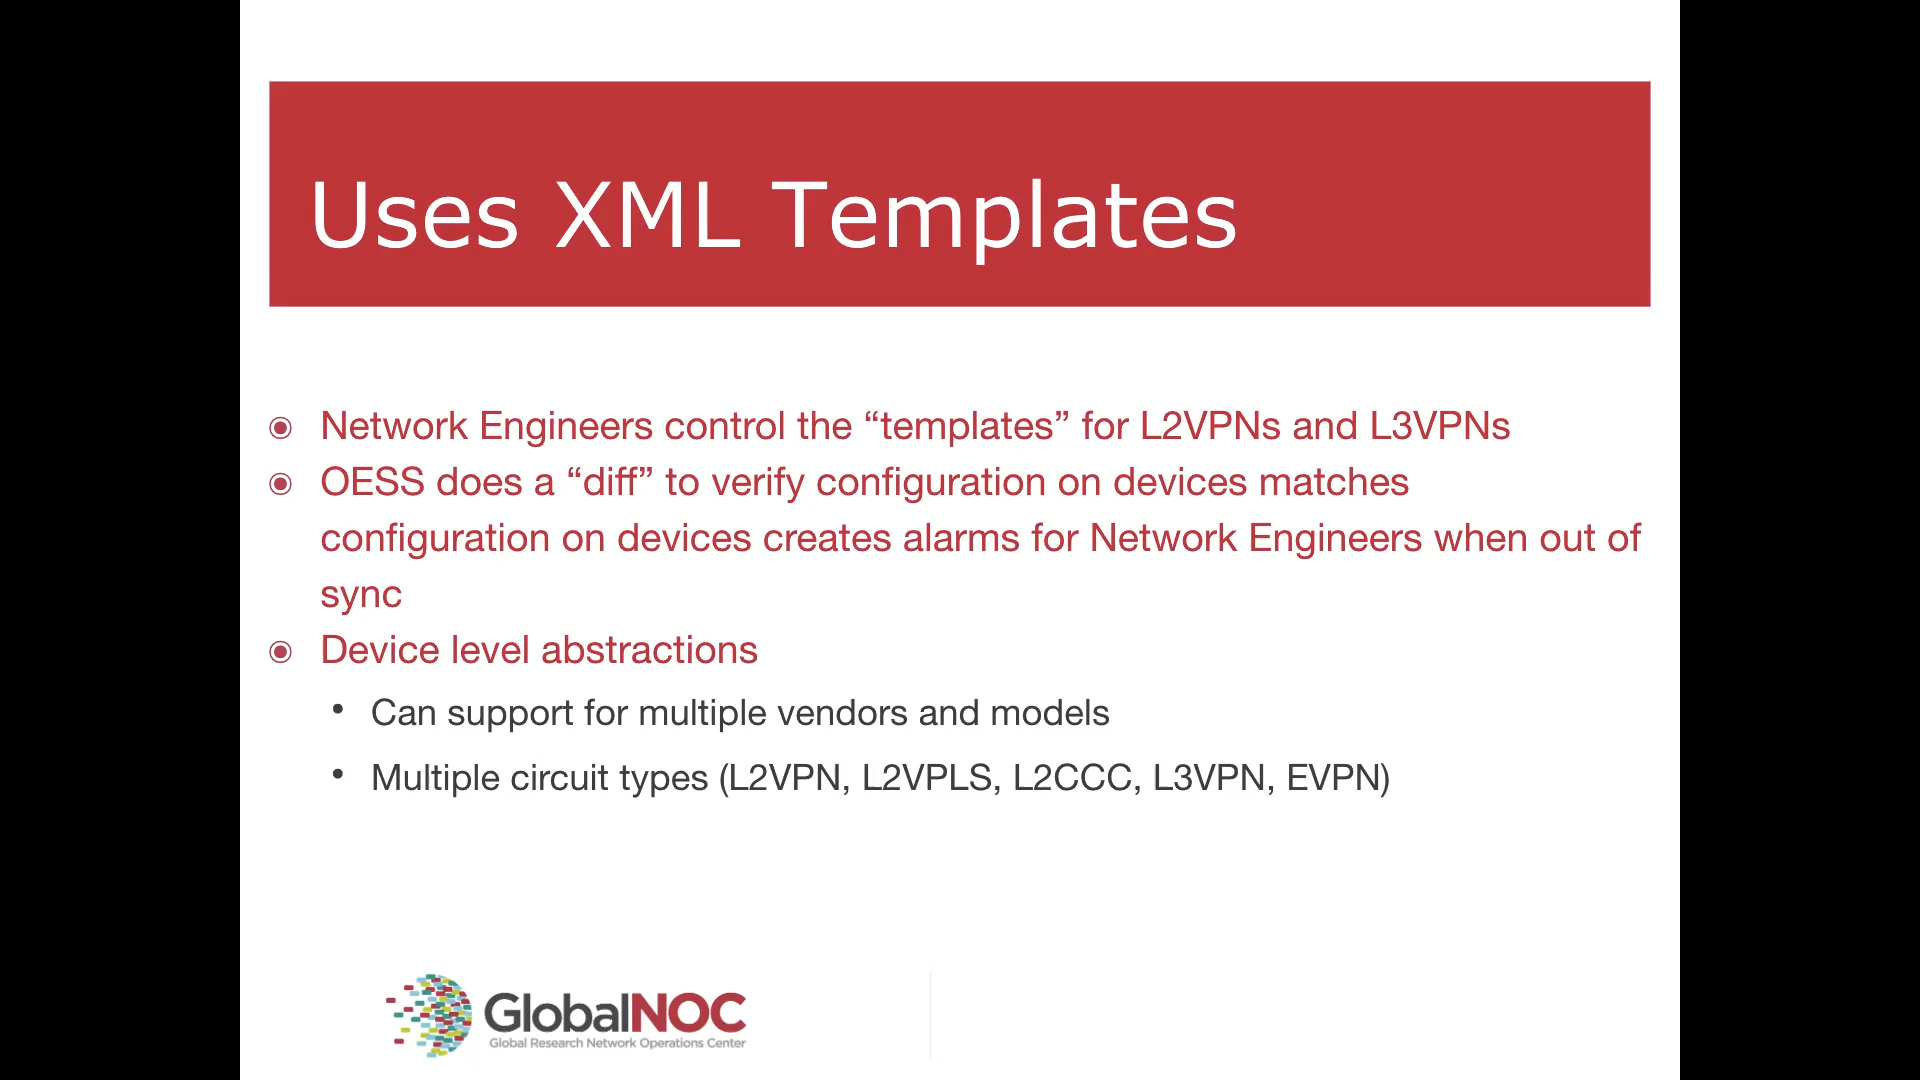 Uses XML Templates
Network Engineers control the “templates” for L2VPNs and L3VPNs
OESS does a “diff” to verify configuration on devices matches
configuration on devices creates alarms for Network Engineers when out of
sync
Device level abstractions
Can support for multiple vendors and models
Multiple circuit types (L2VPN, L2VPLS, L2CCC, L3VPN, EVPN)
GlobalNOC
Global Research Network Operations Center